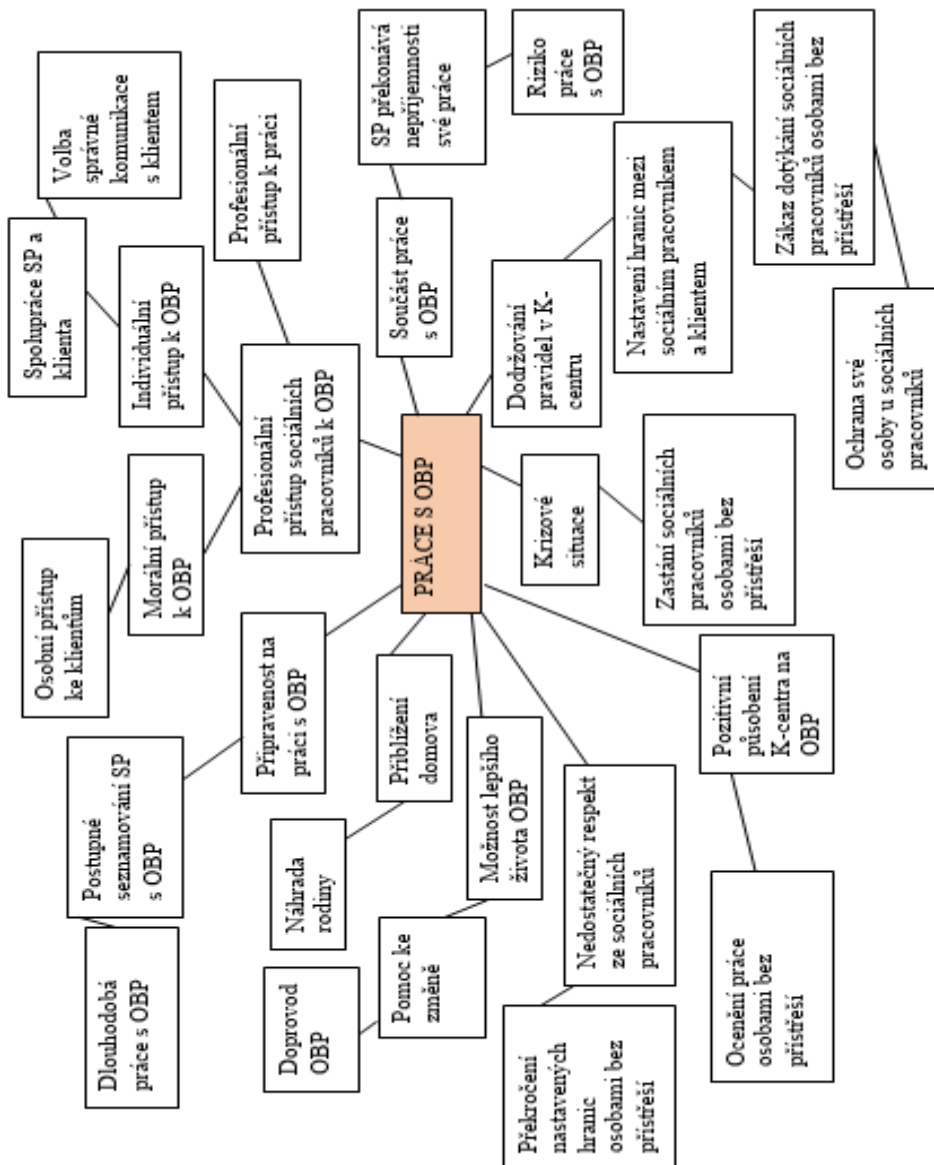 Dlouhodobá
práce s OBP
Postupné
seznamování SP
s OBP
Osobní přístup
ke klientům
Spolupráce SP a
klienta
Volba
správné
komunikace
s klientem
Doprovod
OBP
Náhrada
rodiny
Připravenost na
práci s OBP
Morální přístup
k OBP
Individuální
přístup k OBP
Profesionální
přístup k práci
Profesionální
přístup sociálních
pracovníků k OBP
Pomoc ke
změně
Přiblížení
domova
Možnost lepšího
života OBP
PRÁCE S OBP
Součást práce
s OBP
SP překonává
nepříjemnosti
své práce
Riziko
práce
s OBP
Překročení
nastavených
hranic
osobami bez
přístřeší
Nedostatečný respekt
ze sociálních
pracovníků
Krizové
situace
Dodržování
pravidel v K-
centru
Nastavení hranic mezi
sociálním pracovníkem
a klientem
Ocenění práce
osobami bez
přístřeší
Pozitivní
působení
K-centra na
OBP
Zastání sociálních
pracovníků
osobami bez
přístřeší
Zákaz dotýkání sociálních
pracovníků osobami bez
přístřeší
Ochrana své
osoby u sociálních
pracovníků